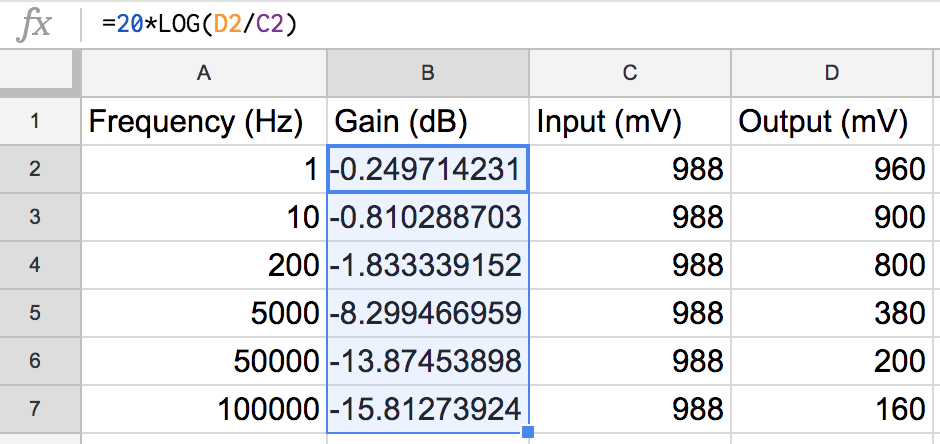 fx =20*LOG(D2/C2)
A B C D
1 Frequency (Hz) Gain (dB) Input (mV) Output (mV)
2 1 -0.249714231 988 960
3 10 -0.810288703 988 900
4 200 -1.833339152 988 800
5 5000 -8.299466959 988 380
6 50000 -13.87453898 988 200
7 100000 -15.81273924 988 160